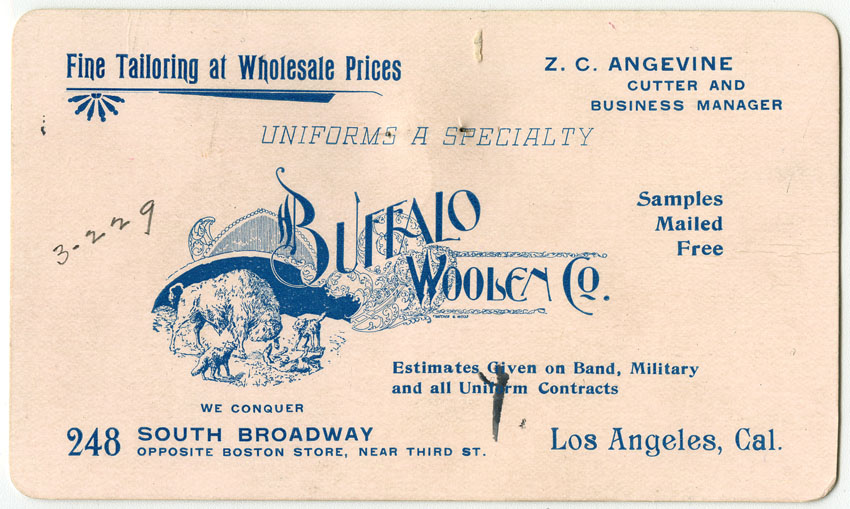 Fine Tailoring at Wholesale Prices
Z. C. ANGEVINE
CUTTER AND
BUSINESS MANAGER
UNIFORMS A SPECIALTY
3-229
Samples
Mailed
Free
BUFFALO
WOOLEN CO.
Estimates Given on Band, Military
and all Uniform Contracts
WE CONQUER
248 SOUTH BROADWAY
OPPOSITE BOSTON STORE, NEAR THIRD ST.
Los Angeles, Cal.